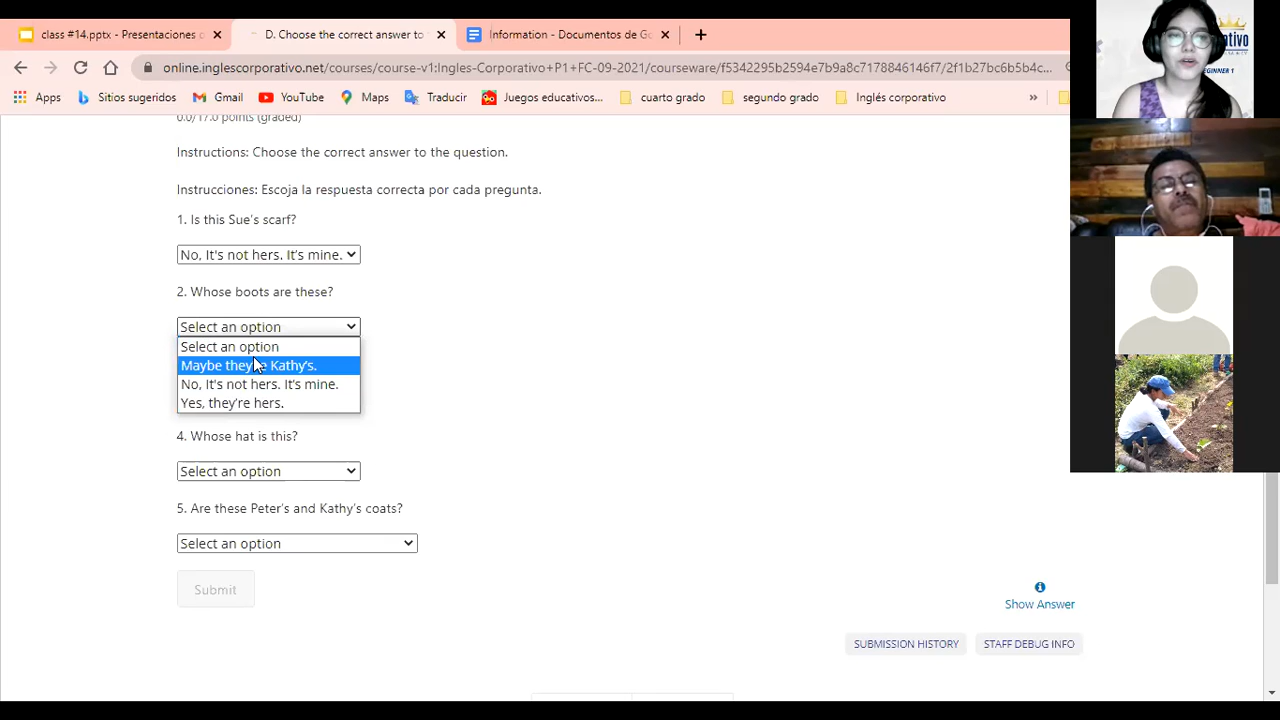 class #14.pptx - Presentaciones d
D. Choose the correct answer to
Information - Documentos de Go
online.inglescorporativo.net/courses/course-v1:Ingles-Corporativo+P1+FC-09-2021/courseware/f5342295b2594e7b9a8c7178846146f7/2f1b27bc6b5b4c...
Apps
Sitios sugeridos
Gmail
YouTube
Maps
Traducir
Juegos educativos...
cuarto grado
segundo grado
Inglés corporativo
»
0.0/17.0 points (graded)
Instructions: Choose the correct answer to the question.
Instrucciones: Escoja la respuesta correcta por cada pregunta.
1. Is this Sue's scarf?
No, It's not hers. It's mine.
2. Whose boots are these?
Select an option
Select an option
Maybe they're Kathy's.
No, It's not hers. It's mine.
Yes, they're hers.
4. Whose hat is this?
Select an option
5. Are these Peter's and Kathy's coats?
Select an option
Submit
Show Answer
SUBMISSION HISTORY
STAFF DEBUG INFO